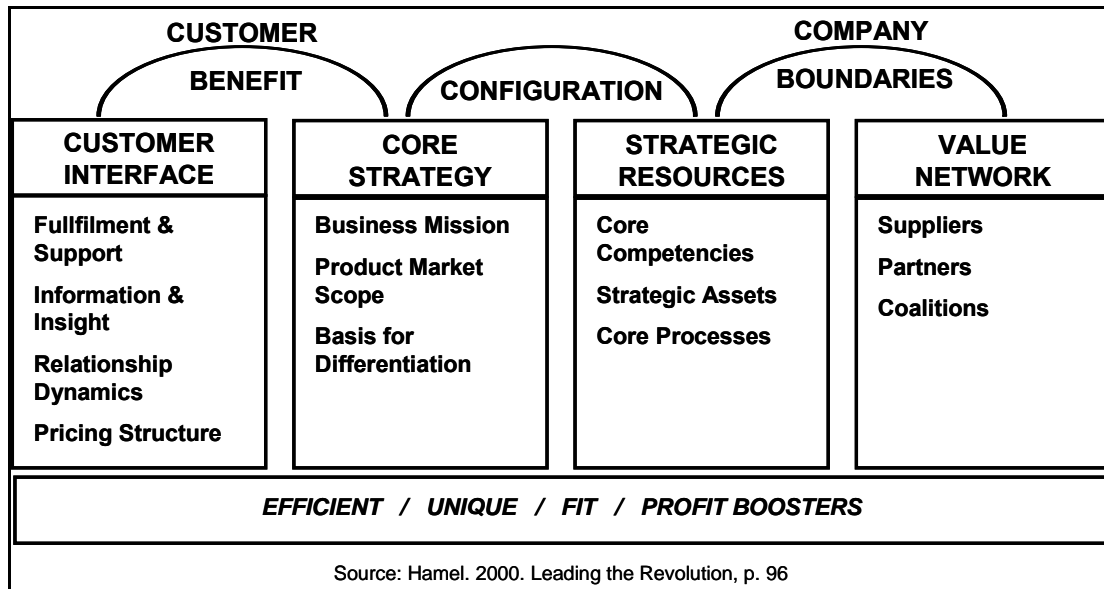 CUSTOMER
BENEFIT
CONFIGURATION
COMPANY
BOUNDARIES
CUSTOMER
INTERFACE
Fullfilment &
Support
Information &
Insight
Relationship
Dynamics
Pricing Structure
CORE
STRATEGY
Business Mission
Product Market
Scope
Basis for
Differentiation
STRATEGIC
RESOURCES
Core
Competencies
Strategic Assets
Core Processes
VALUE
NETWORK
Suppliers
Partners
Coalitions
EFFICIENT / UNIQUE / FIT / PROFIT BOOSTERS
Source: Hamel. 2000. Leading the Revolution, p. 96